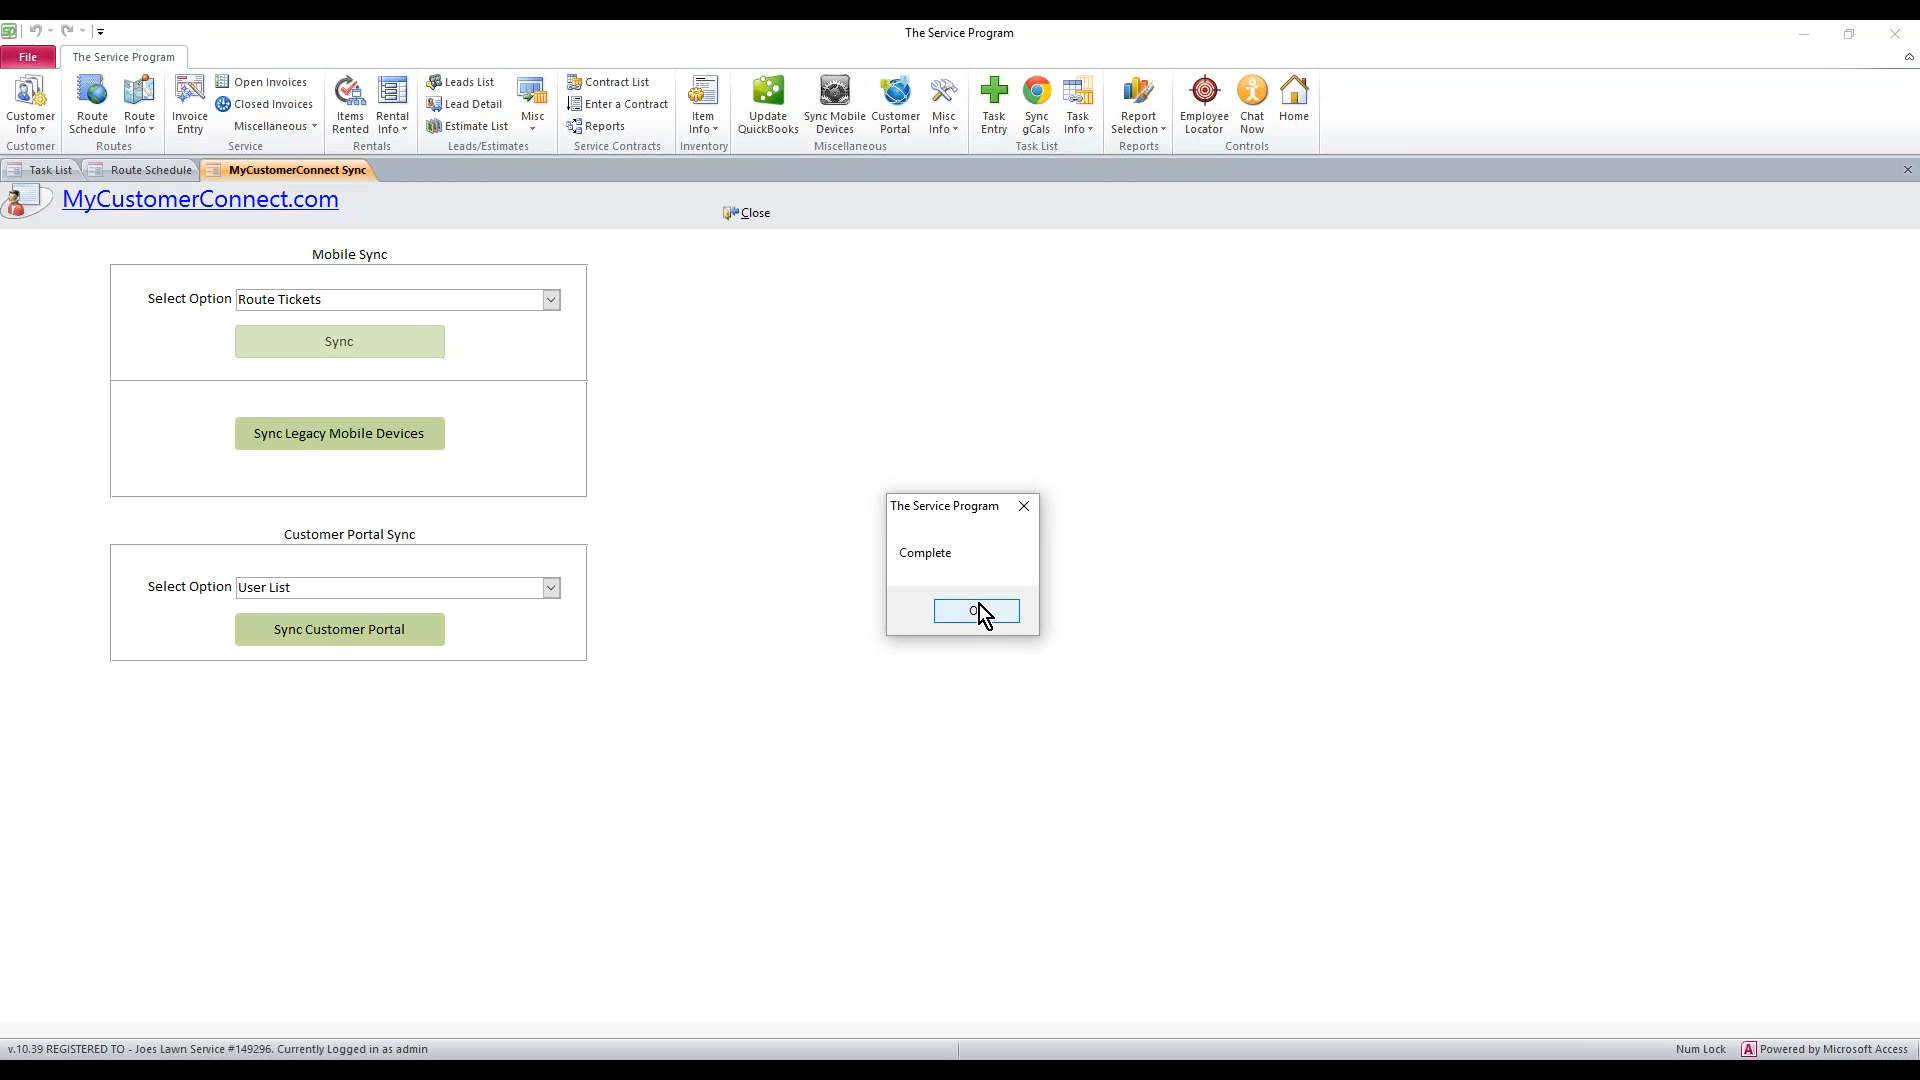 The Service Program
File
The Service Program
Customer Info
Route Schedule
Route Info
Invoice Entry
Open Invoices
Closed Invoices
Miscellaneous
Items Rented
Rental Info
Leads List
Lead Detail
Estimate List
Misc
Contract List
Enter a Contract
Reports
Item Info
Update QuickBooks
Sync Mobile Devices
Customer Portal
Misc Info
Task Entry
Sync gCals
Task Info
Report Selection
Employee Locator
Chat Now
Home
Customer
Routes
Service
Rentals
Leads/Estimates
Service Contracts
Inventory
Miscellaneous
Task List
Reports
Controls
Task List
Route Schedule
MyCustomerConnect Sync
MyCustomerConnect.com
Close
Mobile Sync
Select Option Route Tickets
Sync
Sync Legacy Mobile Devices
The Service Program
Complete
Customer Portal Sync
Select Option User List
Sync Customer Portal
v.10.39 REGISTERED TO - Joes Lawn Service #149296. Currently Logged in as admin
Num Lock
A Powered by Microsoft Access